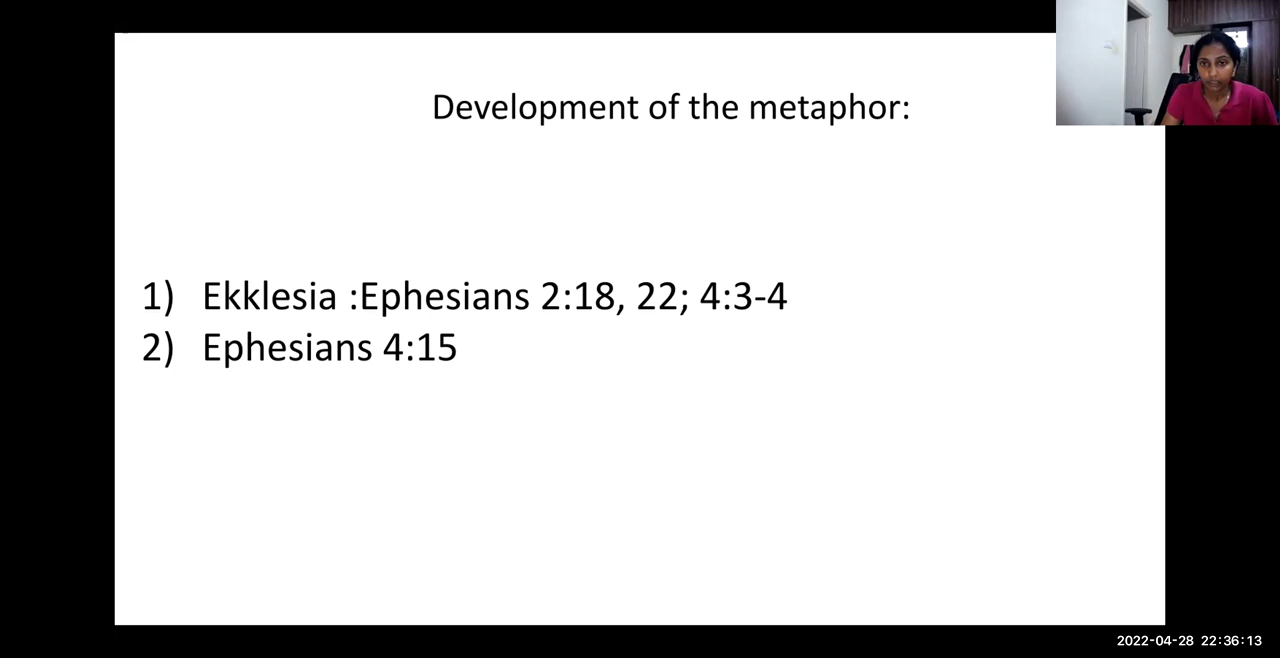 Development of the metaphor:
1) Ekklesia :Ephesians 2:18, 22; 4:3-4
2) Ephesians 4:15
2022-04-28 22:36:13